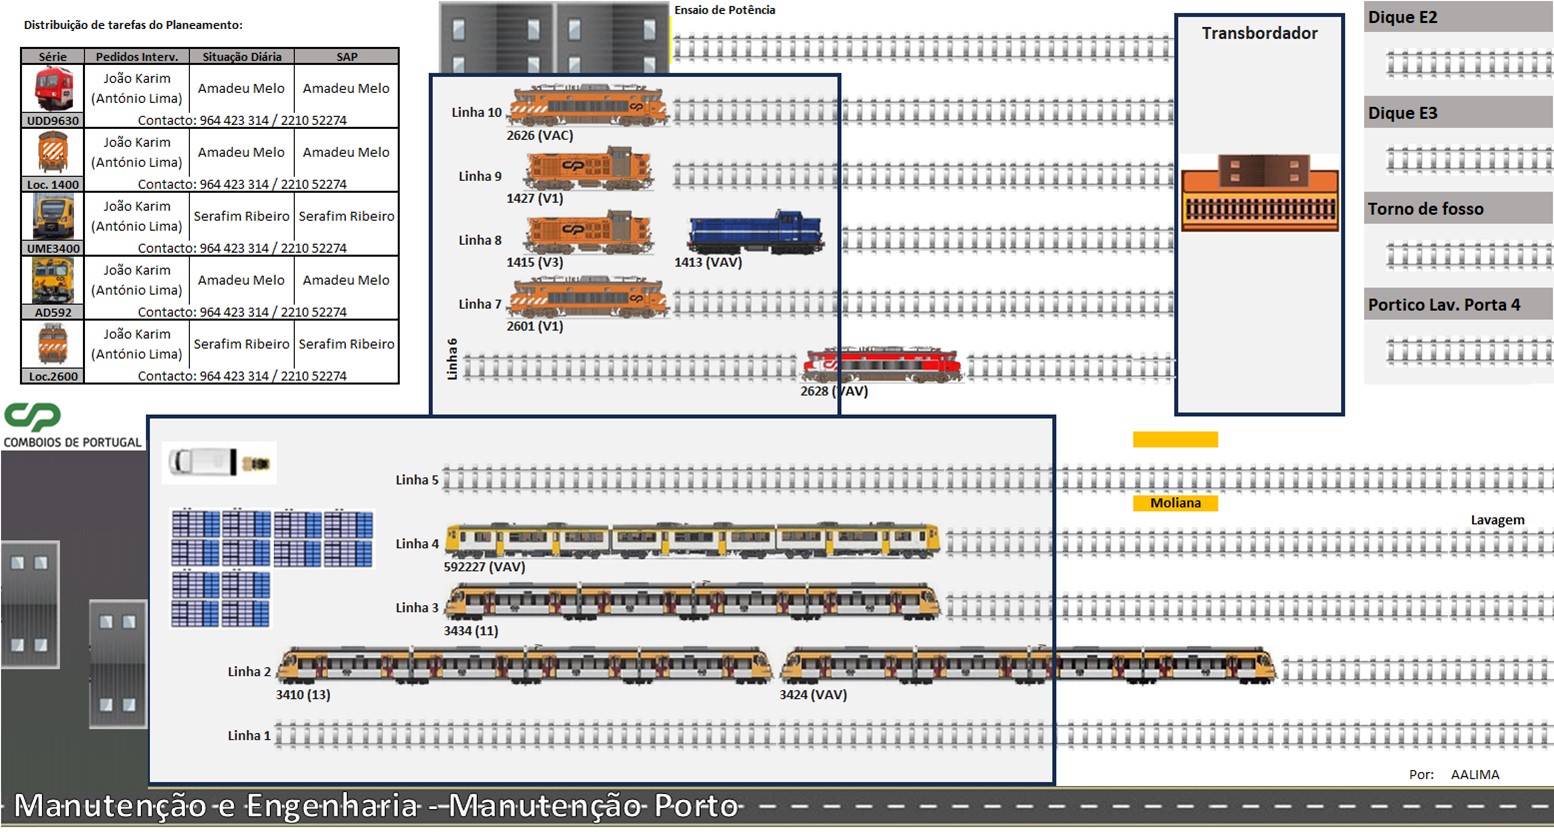 Distribuição de tarefas do Planeamento:
Série Pedidos Interv. Situação Diária SAP
João Karim
(António Lima) Amadeu Melo Amadeu Melo
UDD9630 Contacto: 964 423 314 / 2210 52274
João Karim
(António Lima) Amadeu Melo Amadeu Melo
Loc. 1400 Contacto: 964 423 314 / 2210 52274
João Karim
(António Lima) Serafim Ribeiro Serafim Ribeiro
UME3400 Contacto: 964 423 314 / 2210 52274
João Karim
(António Lima) Amadeu Melo Amadeu Melo
AD592 Contacto: 964 423 314 / 2210 52274
João Karim
(António Lima) Serafim Ribeiro Serafim Ribeiro
Loc.2600 Contacto: 964 423 314 / 2210 52274
CP
COMBOIOS DE PORTUGAL
Ensaio de Potência
Linha 10
2626 (VAC)
Linha 9
1427 (V1)
Linha 8
1415 (V3)
1413 (VAV)
Linha 7
2601 (V1)
Linha 6
2628 (VAV)
Transbordador
Dique E2
Dique E3
Torno de fosso
Portico Lav. Porta 4
Linha 5
Moliana
Lavagem
Linha 4
592227 (VAV)
Linha 3
3434 (11)
Linha 2
3410 (13)
3424 (VAV)
Linha 1
Por: AALIMA
Manutenção e Engenharia - Manutenção Porto